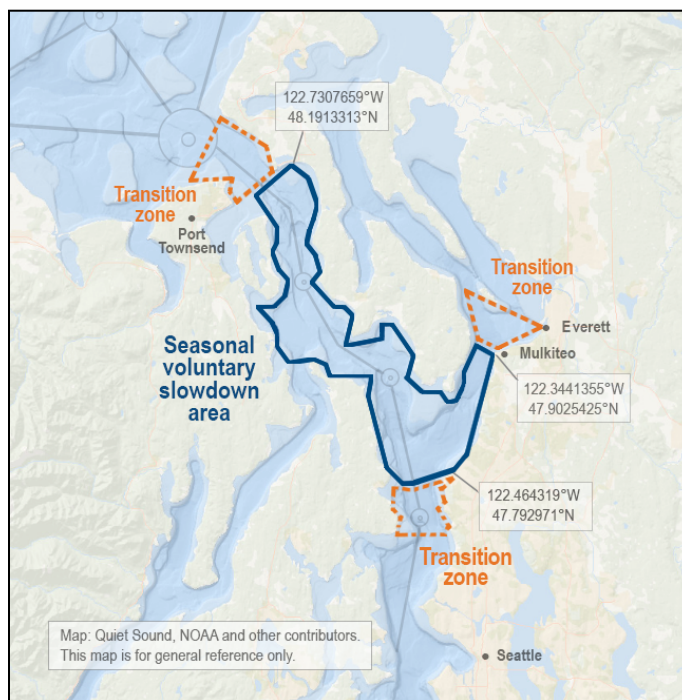 122.7307659°W
48.1913313°N
Transition
zone
Port
Townsend
Transition
zone
Everett
Mulkiteo
Seasonal
voluntary
slowdown
area
122.3441355°W
47.9025425°N
122.464319°W
47.792971°N
Transition
zone
Map: Quiet Sound, NOAA and other contributors.
This map is for general reference only.
Seattle